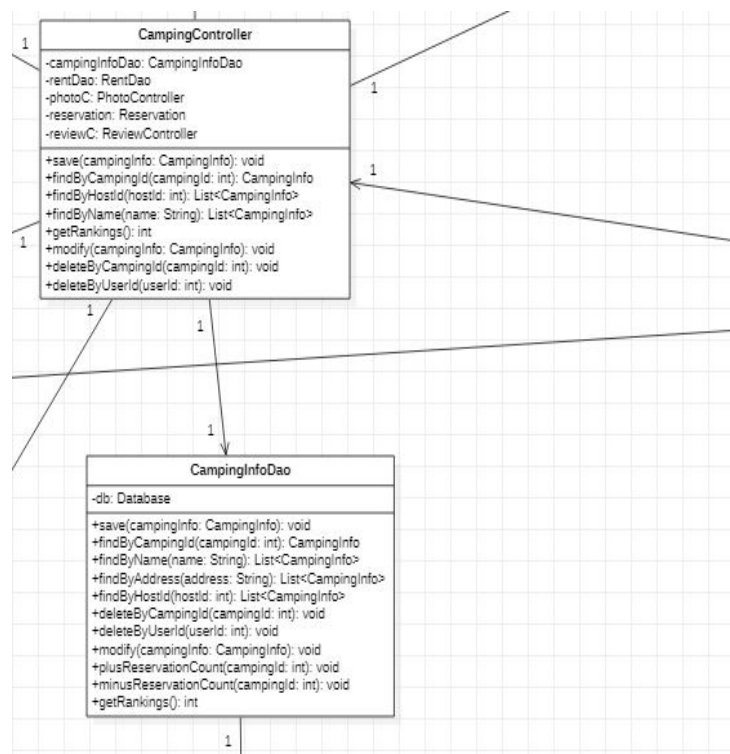 1
CampingController
-campingInfoDao: CampingInfoDao
-rentDao: RentDao
-photoC: PhotoController
-reservation: Reservation
-reviewC: ReviewController
1
+save(campingInfo: CampingInfo): void
+findByCampingId(campingId: int): CampingInfo
+findByHostId(hostId: int): List<CampingInfo>
+findByName(name: String): List<CampingInfo>
+getRankings(): int
+modify(campingInfo: CampingInfo): void
+deleteByCampingId(campingId: int): void
+deleteByUserId(userId: int): void
1
1
1
1
1
CampingInfoDao
-db: Database
+save(campingInfo: CampingInfo): void
+findByCampingId(campingId: int): CampingInfo
+findByName(name: String): List<CampingInfo>
+findByAddress(address: String): List<CampingInfo>
+findByHostId(hostId: int): List<CampingInfo>
+deleteByCampingId(campingId: int): void
+deleteByUserId(userId: int): void
+modify(campingInfo: CampingInfo): void
+plusReservationCount(campingId: int): void
+minusReservationCount(campingId: int): void
+getRankings(): int
1